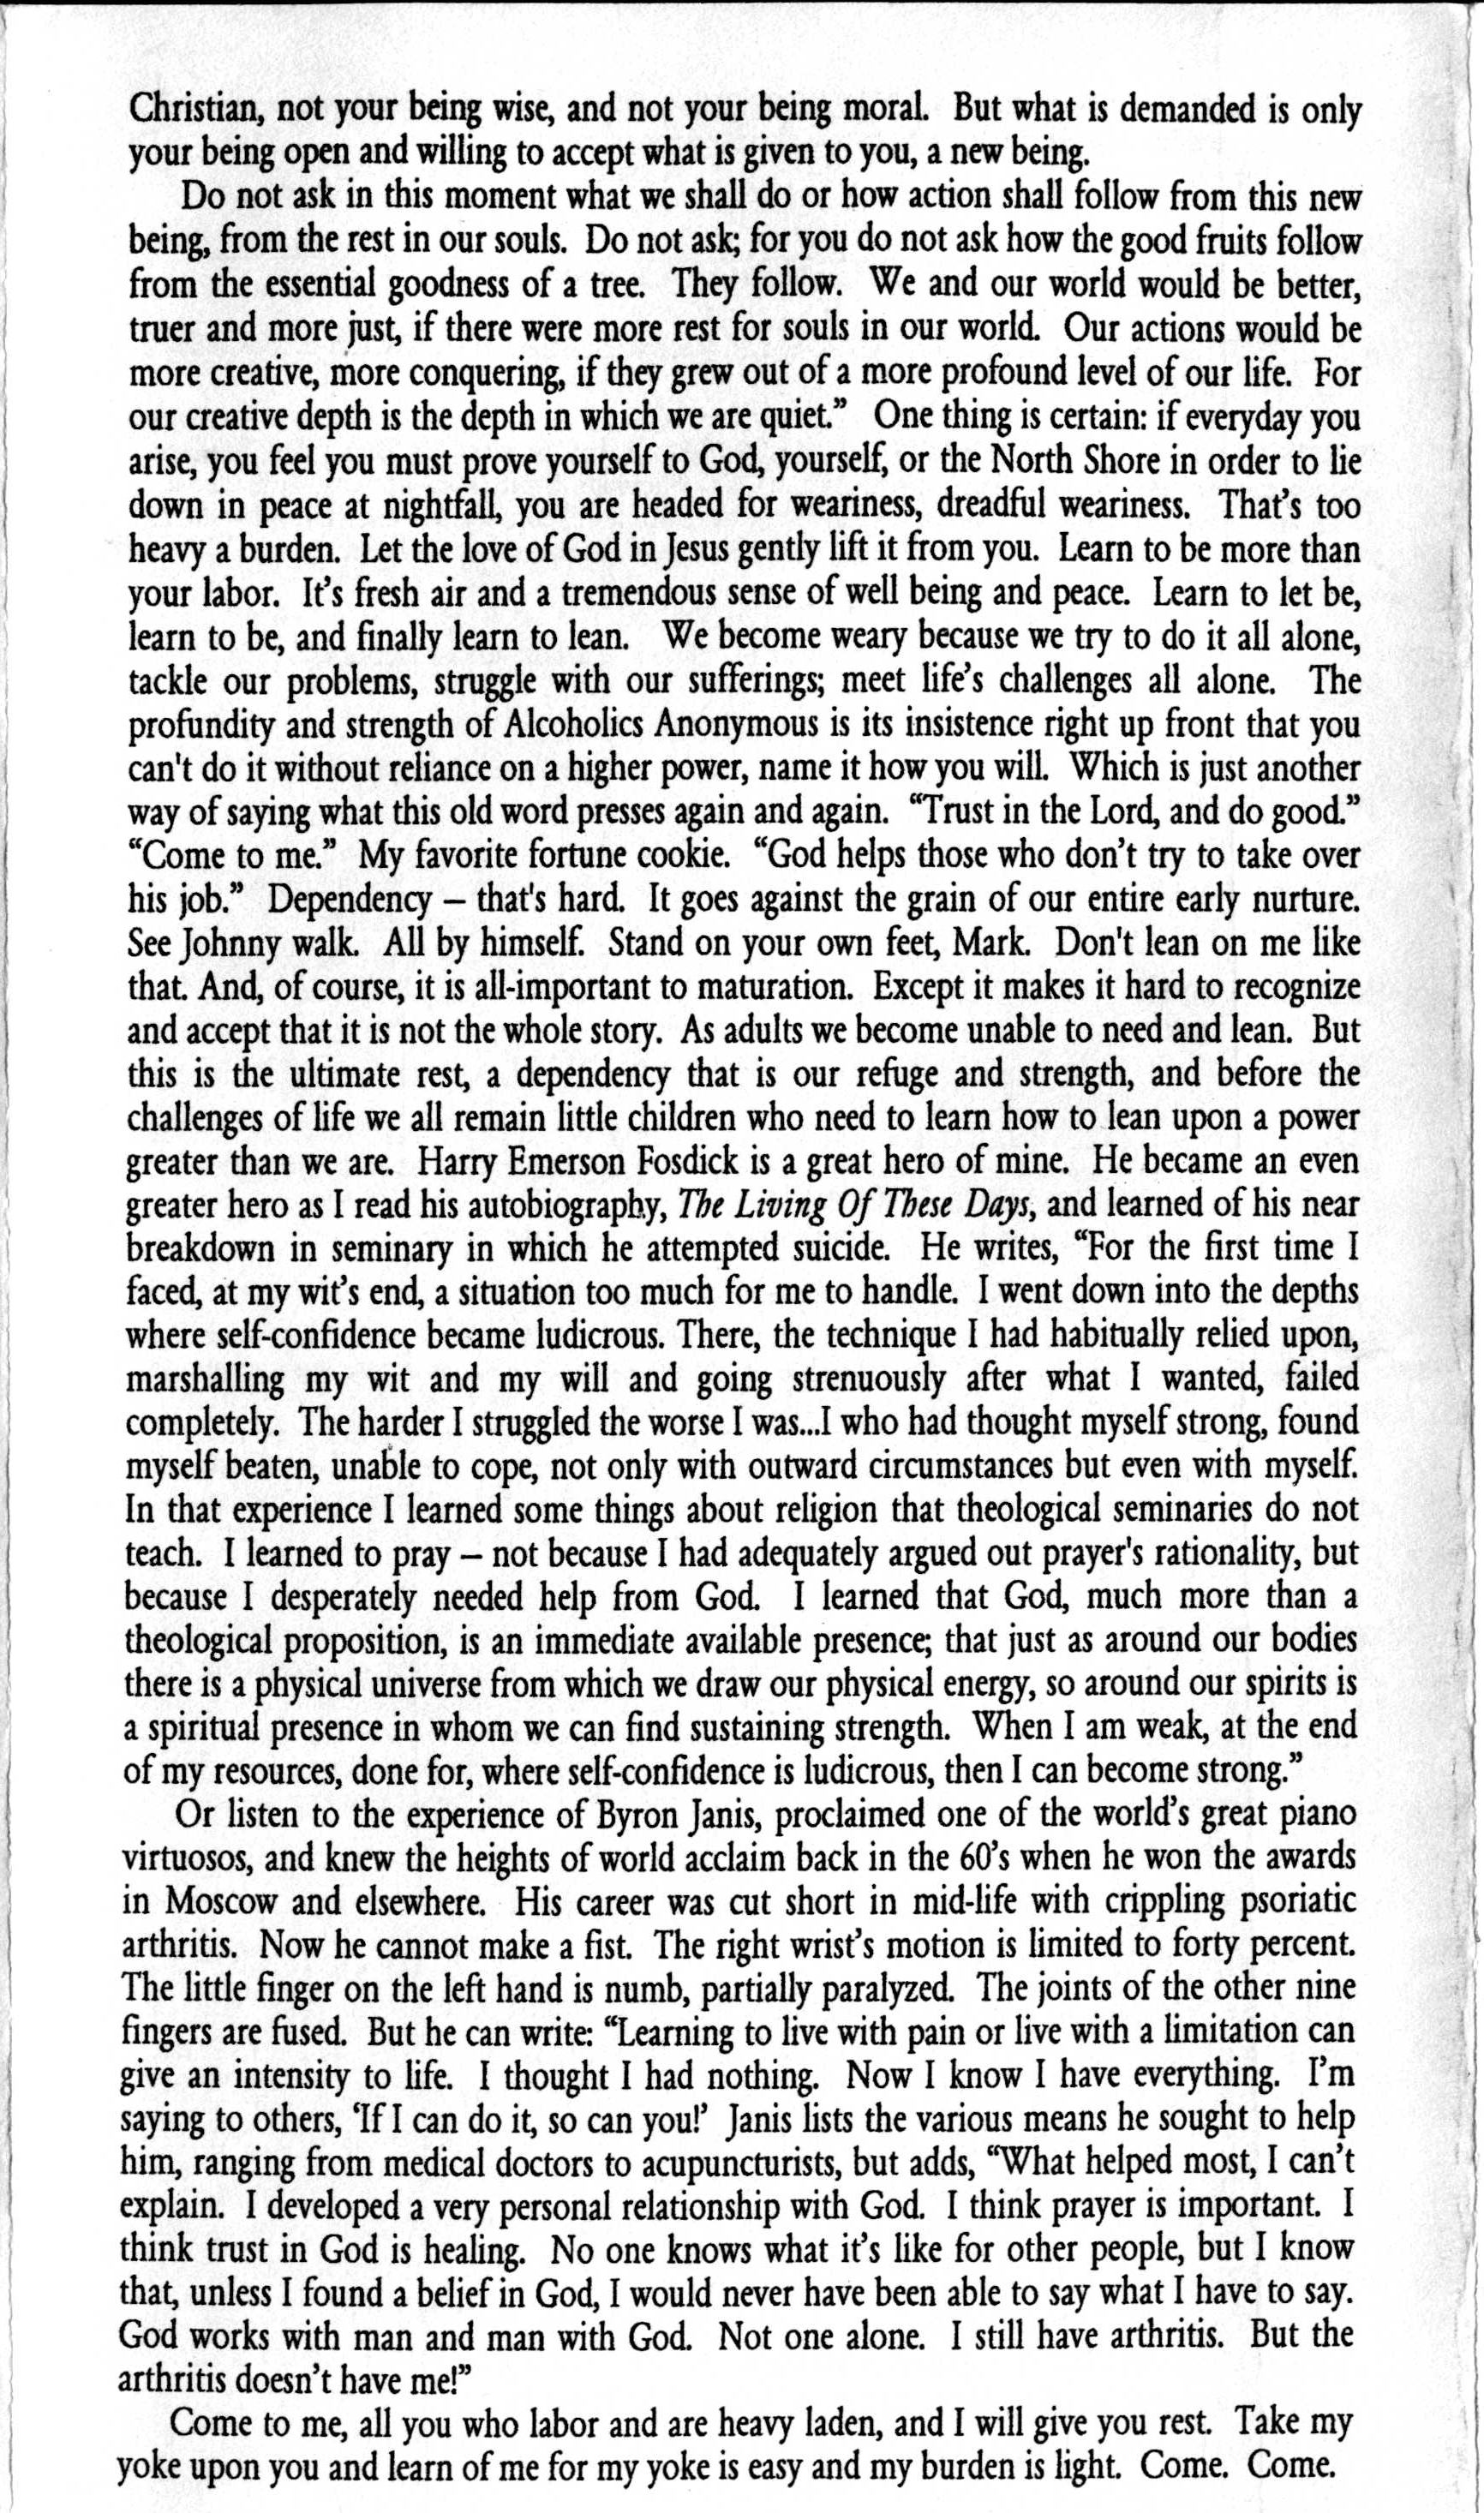 Christian, not your being wise, and not your being moral. But what is demanded is only
your being open and willing to accept what is given to you, a new being.
Do not ask in this moment what we shall do or how action shall follow from this new
being, from the rest in our souls. Do not ask; for you do not ask how the good fruits follow
from the essential goodness of a tree. They follow. We and our world would be better,
truer and more just, if there were more rest for souls in our world. Our actions would be
more creative, more conquering, if they grew out of a more profound level of our life. For
our creative depth is the depth in which we are quiet.” One thing is certain: if everyday you
arise, you feel you must prove yourself to God, yourself, or the North Shore in order to lie
down in peace at nightfall, you are headed for weariness, dreadful weariness. That’s too
heavy a burden. Let the love of God in Jesus gently lift it from you. Learn to be more than
your labor. It’s fresh air and a tremendous sense of well being and peace. Learn to let be,
learn to be, and finally learn to lean. We become weary because we try to do it all alone,
tackle our problems, struggle with our sufferings; meet life’s challenges all alone. The
profundity and strength of Alcoholics Anonymous is its insistence right up front that you
can't do it without reliance on a higher power, name it how you will. Which is just another
way of saying what this old word presses again and again. “Trust in the Lord, and do good.”
“Come to me.” My favorite fortune cookie. “God helps those who don’t try to take over
his job.” Dependency – that's hard. It goes against the grain of our entire early nurture.
See Johnny walk. All by himself. Stand on your own feet, Mark. Don't lean on me like
that. And, of course, it is all-important to maturation. Except it makes it hard to recognize
and accept that it is not the whole story. As adults we become unable to need and lean. But
this is the ultimate rest, a dependency that is our refuge and strength, and before the
challenges of life we all remain little children who need to learn how to lean upon a power
greater than we are. Harry Emerson Fosdick is a great hero of mine. He became an even
greater hero as I read his autobiography, The Living Of These Days, and learned of his near
breakdown in seminary in which he attempted suicide. He writes, “For the first time I
faced, at my wit’s end, a situation too much for me to handle. I went down into the depths
where self-confidence became ludicrous. There, the technique I had habitually relied upon,
marshalling my wit and my will and going strenuously after what I wanted, failed
completely. The harder I struggled the worse I was...I who had thought myself strong, found
myself beaten, unable to cope, not only with outward circumstances but even with myself.
In that experience I learned some things about religion that theological seminaries do not
teach. I learned to pray – not because I had adequately argued out prayer's rationality, but
because I desperately needed help from God. I learned that God, much more than a
theological proposition, is an immediate available presence; that just as around our bodies
there is a physical universe from which we draw our physical energy, so around our spirits is
a spiritual presence in whom we can find sustaining strength. When I am weak, at the end
of my resources, done for, where self-confidence is ludicrous, then I can become strong.”
Or listen to the experience of Byron Janis, proclaimed one of the world’s great piano
virtuosos, and knew the heights of world acclaim back in the 60’s when he won the awards
in Moscow and elsewhere. His career was cut short in mid-life with crippling psoriatic
arthritis. Now he cannot make a fist. The right wrist’s motion is limited to forty percent.
The little finger on the left hand is numb, partially paralyzed. The joints of the other nine
fingers are fused. But he can write: “Learning to live with pain or live with a limitation can
give an intensity to life. I thought I had nothing. Now I know I have everything. I’m
saying to others, ‘If I can do it, so can you!’ Janis lists the various means he sought to help
him, ranging from medical doctors to acupuncturists, but adds, “What helped most, I can’t
explain. I developed a very personal relationship with God. I think prayer is important. I
think trust in God is healing. No one knows what it’s like for other people, but I know
that, unless I found a belief in God, I would never have been able to say what I have to say.
God works with man and man with God. Not one alone. I still have arthritis. But the
arthritis doesn’t have me!”
Come to me, all you who labor and are heavy laden, and I will give you rest. Take my
yoke upon you and learn of me for my yoke is easy and my burden is light. Come. Come.